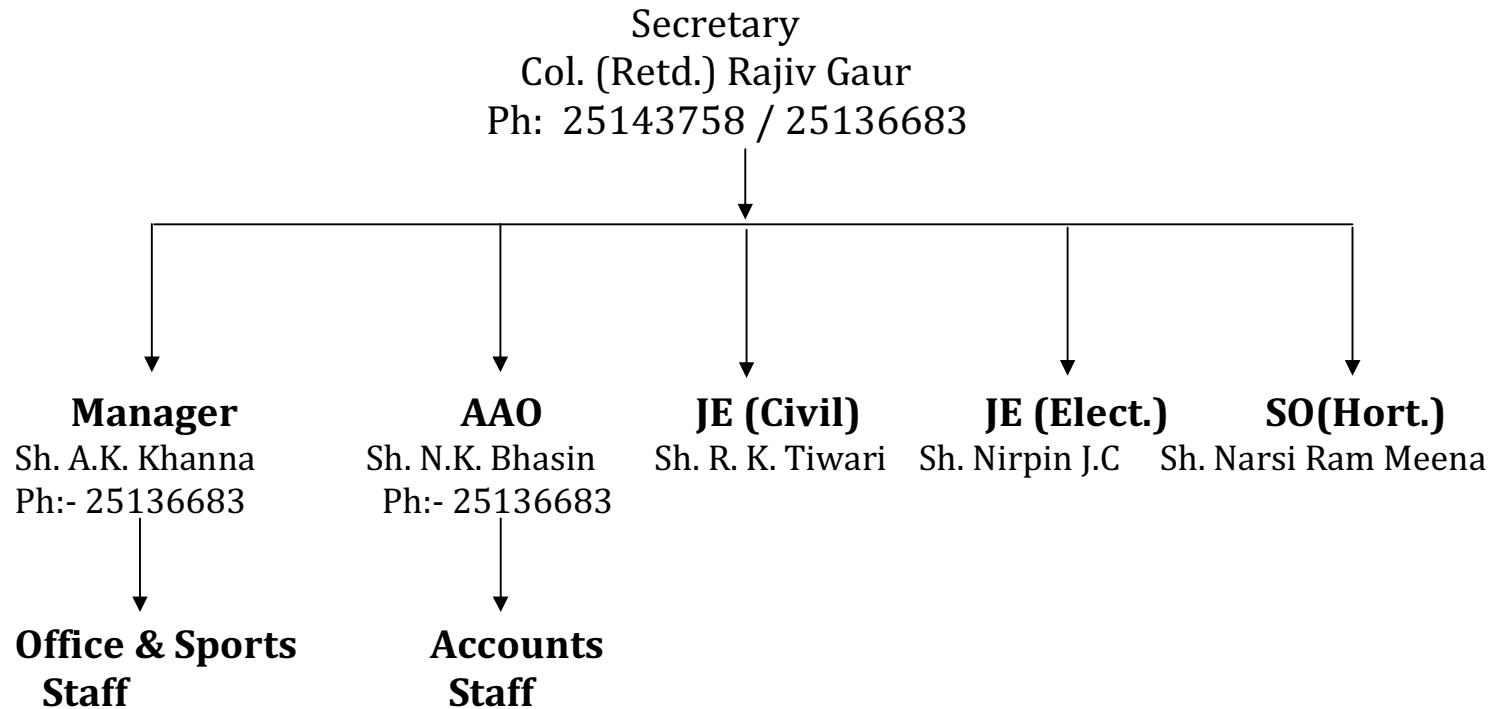 Secretary
Col. (Retd.) Rajiv Gaur
Ph: 25143758 / 25136683
Manager
Sh. A.K. Khanna
Ph:- 25136683
AAO
Sh. N.K. Bhasin
Ph:- 25136683
JE (Civil)
Sh. R. K. Tiwari
JE (Elect.)
Sh. Nirpin J.C
SO(Hort.)
Sh. Narsi Ram Meena
Office & Sports
Staff
Accounts
Staff